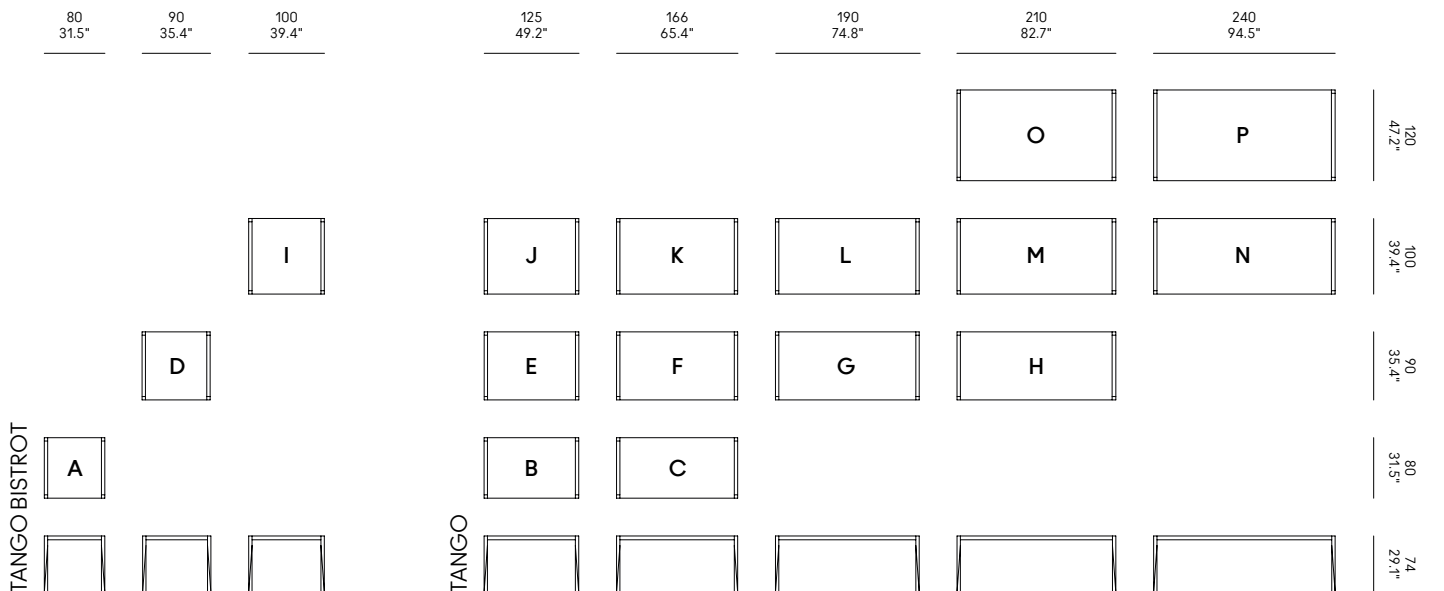 80
31.5"
90
35.4"
100
39.4"
125
49.2"
166
65.4"
190
74.8"
210
82.7"
240
94.5"
O
P
120
47.2"
I
J
K
L
M
N
100
39.4"
D
E
F
G
H
90
35.4"
A
B
C
80
31.5"
TANGO BISTROT
TANGO
74
29.1"